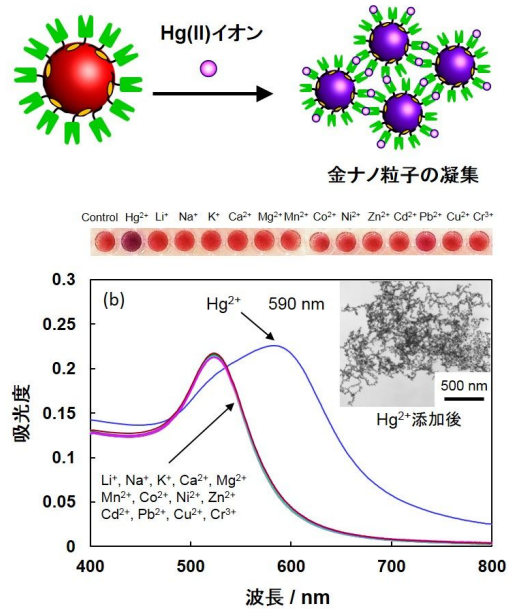 Hg(II)イオン
金ナノ粒子の凝集
Control Hg²⁺ Li⁺ Na⁺ K⁺ Ca²⁺ Mg²⁺ Mn²⁺ Co²⁺ Ni²⁺ Zn²⁺ Cd²⁺ Pb²⁺ Cu²⁺ Cr³⁺
0.3
0.25
0.2
0.15
0.1
0.05
0
吸光度
(b)
Hg²⁺ 590 nm
500 nm
Hg²⁺添加後
Li⁺, Na⁺, K⁺, Ca²⁺, Mg²⁺
Mn²⁺, Co²⁺, Ni²⁺, Zn²⁺
Cd²⁺, Pb²⁺, Cu²⁺, Cr³⁺
400 500 600 700 800
波長 / nm